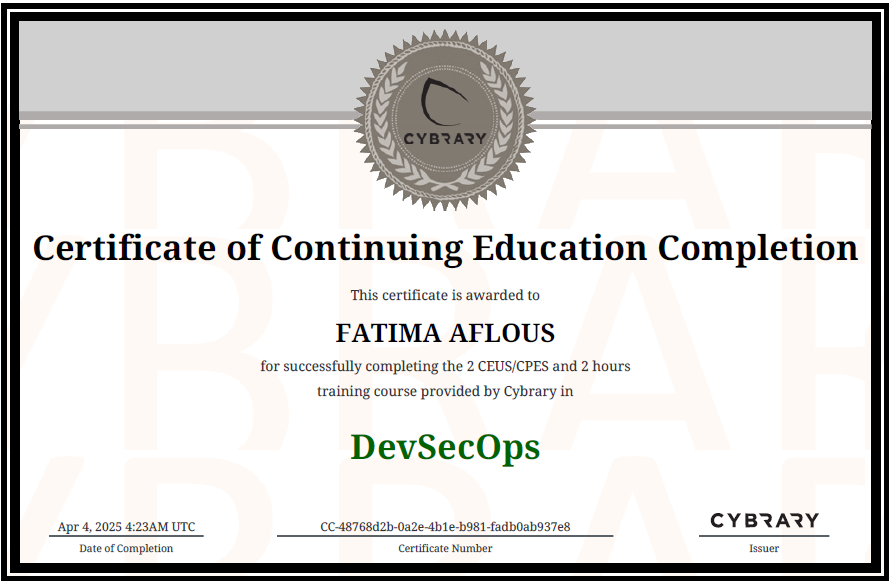 CYBRARY
Certificate of Continuing Education Completion
This certificate is awarded to
FATIMA AFLOUS
for successfully completing the 2 CEUS/CPES and 2 hours
training course provided by Cybrary in
DevSecOps
Apr 4, 2025 4:23AM UTC
Date of Completion
CC-48768d2b-0a2e-4b1e-b981-fadb0ab937e8
Certificate Number
CYBRARY
Issuer